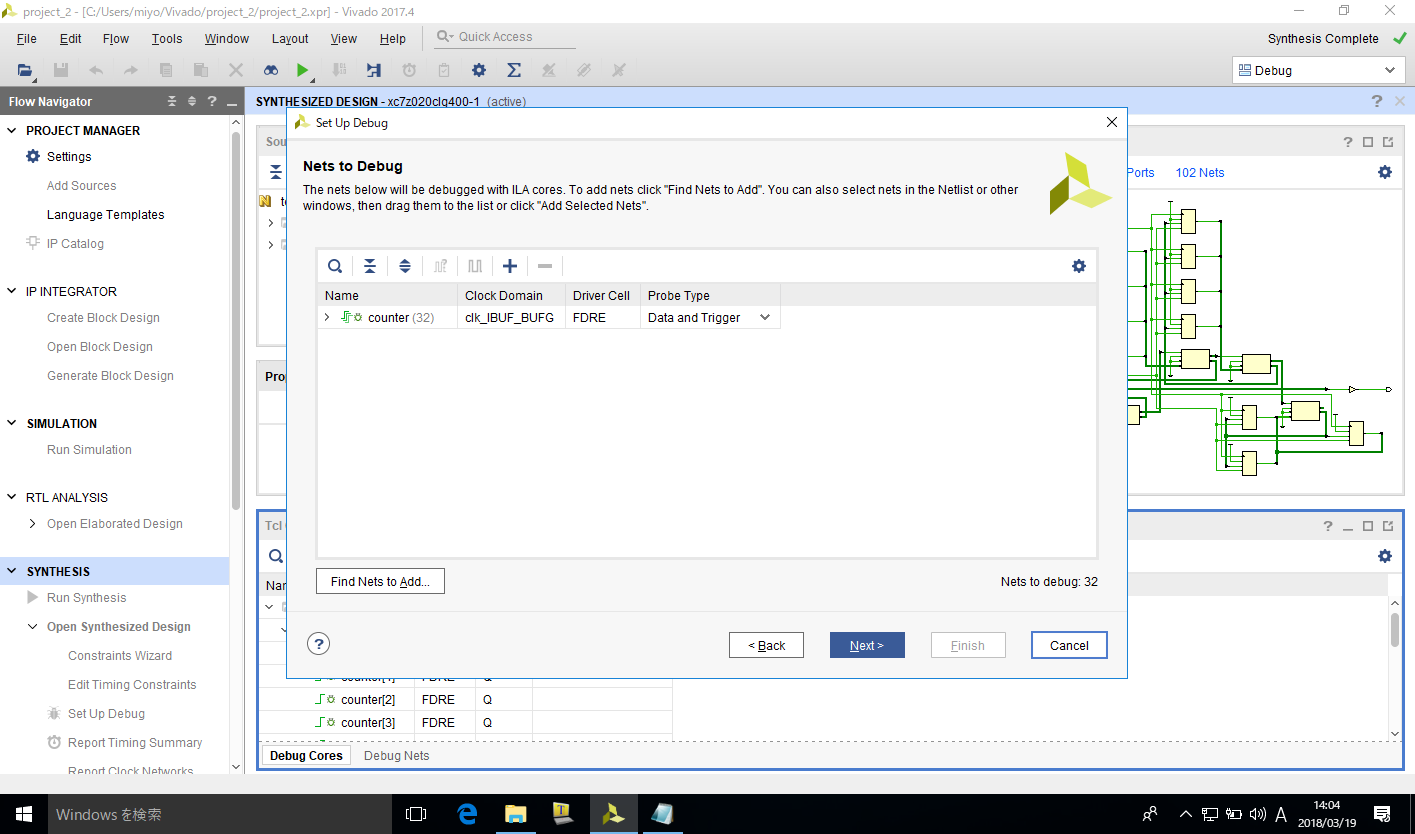 project_2 - [C:/Users/miyo/Vivado/project_2/project_2.xpr] - Vivado 2017.4
File Edit Flow Tools Window Layout View Help Quick Access
Synthesis Complete
Debug
Flow Navigator
SYNTHESIZED DESIGN - xc7z020clg400-1 (active)
PROJECT MANAGER
Settings
Add Sources
Language Templates
IP Catalog
IP INTEGRATOR
Create Block Design
Open Block Design
Generate Block Design
SIMULATION
Run Simulation
RTL ANALYSIS
Open Elaborated Design
SYNTHESIS
Run Synthesis
Open Synthesized Design
Constraints Wizard
Edit Timing Constraints
Set Up Debug
Report Timing Summary
Report Clock Networks
Set Up Debug
Nets to Debug
The nets below will be debugged with ILA cores. To add nets click "Find Nets to Add". You can also select nets in the Netlist or other
windows, then drag them to the list or click "Add Selected Nets".
Name Clock Domain Driver Cell Probe Type
counter (32) clk_IBUF_BUFG FDRE Data and Trigger
Find Nets to Add...
Nets to debug: 32
< Back Next > Finish Cancel
Ports 102 Nets
Tcl
counter[1] FDRE Q
counter[2] FDRE Q
counter[3] FDRE Q
Debug Cores Debug Nets
Windows を検索
A
14:04
2018/03/19